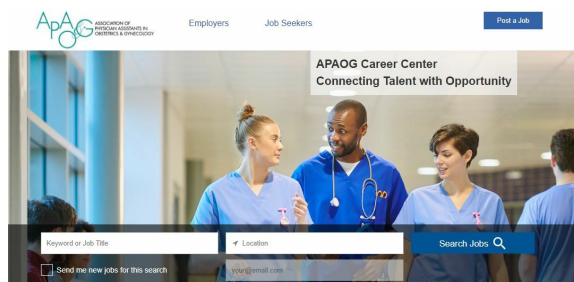 APAOG
ASSOCIATION OF
PHYSICIAN ASSISTANTS IN
OBSTETRICS & GYNECOLOGY
Employers
Job Seekers
Post a Job
APAOG Career Center
Connecting Talent with Opportunity
Keyword or Job Title
Location
Search Jobs
Send me new jobs for this search
your@email.com